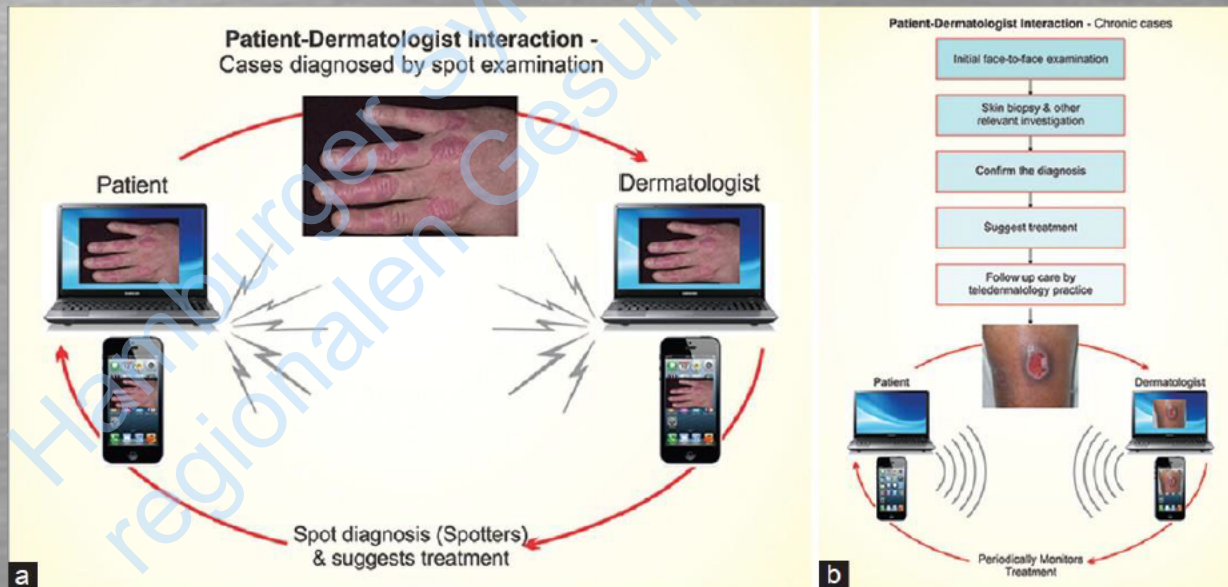 Patient-Dermatologist Interaction -
Cases diagnosed by spot examination
Patient
Dermatologist
Spot diagnosis (Spotters)
& suggests treatment
a
Patient-Dermatologist Interaction - Chronic cases
Initial face-to-face examination
Skin biopsy & other
relevant investigation
Confirm the diagnosis
Suggest treatment
Follow up care by
teledermatology practice
Patient
Dermatologist
Periodically Monitors
Treatment
b
Hamburger Sy
regionalen Gesun